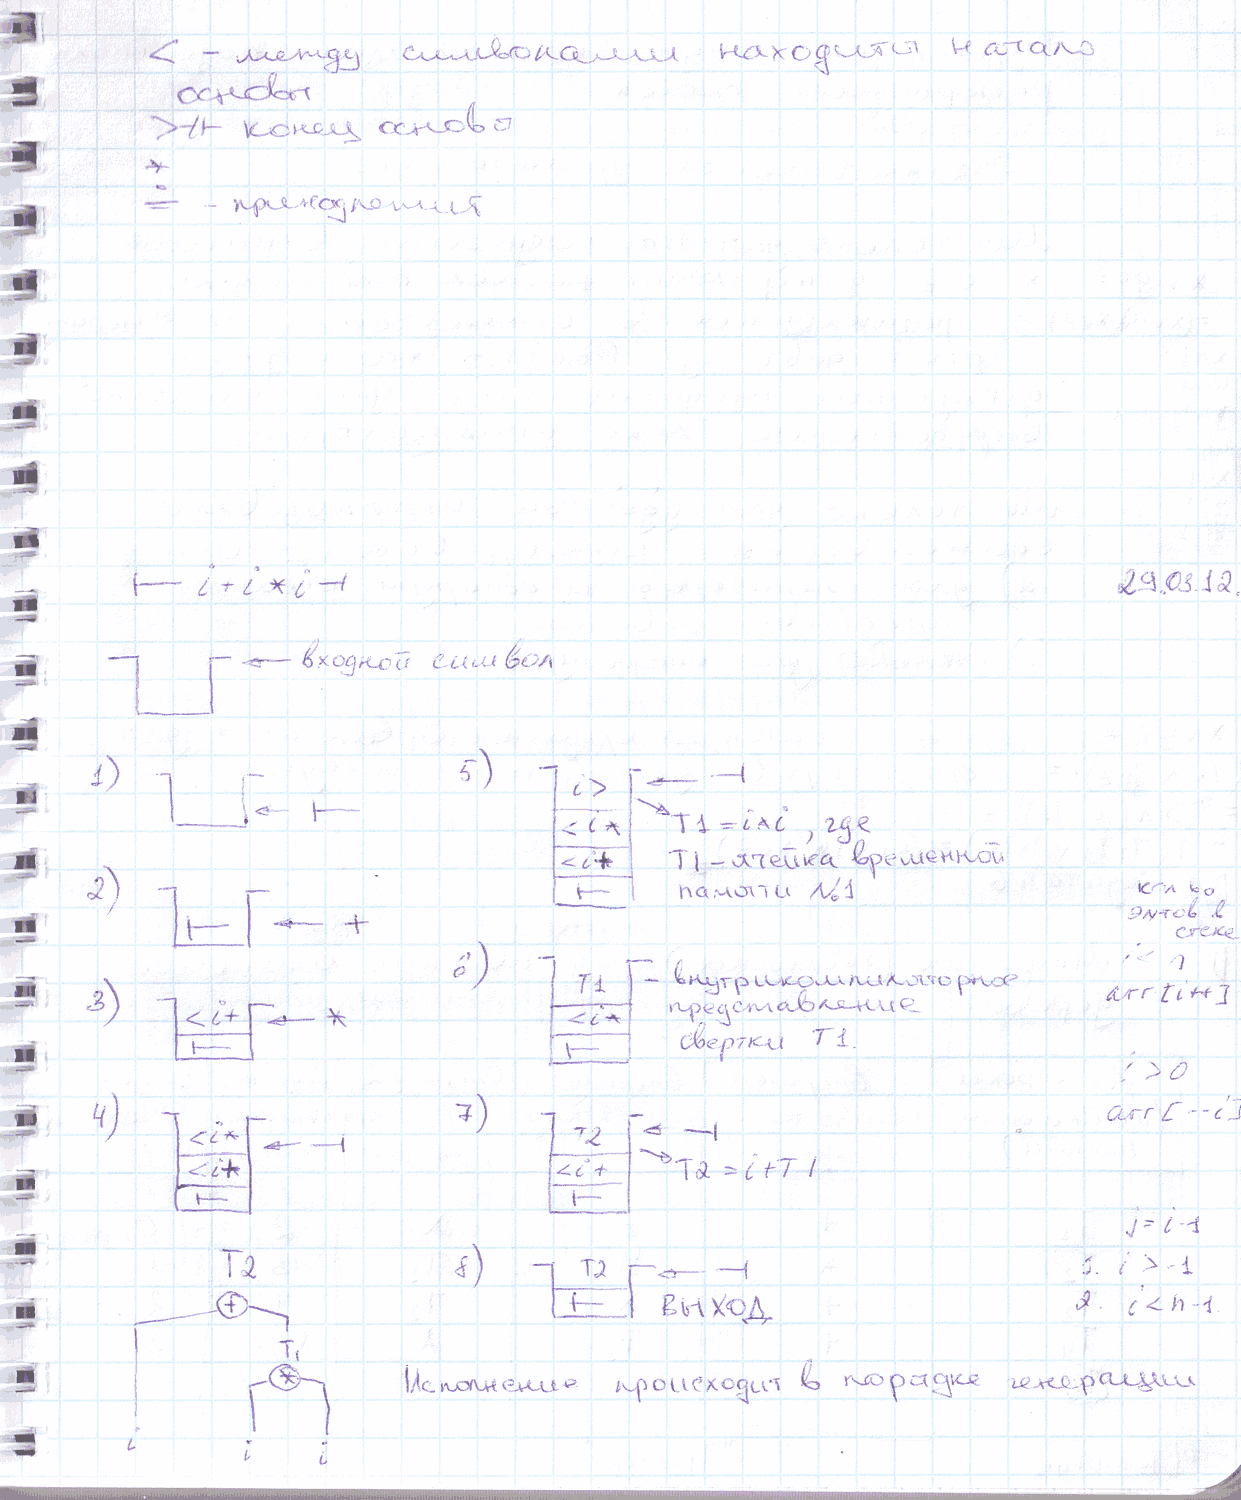 < - между символами находится начало
основы
> -//- конец основы
*
≐ - принадлежит
⊢ i + i * i ⊣
29.03.12.
← входной символ
1)
← ⊢
2)
⊢ ← +
3)
<i+ ← *
⊢
4)
<i* ← ⊣
<i+
⊢
5)
i> ← ⊣
<i* T1 = i*i, где
<i+ T1 - ячейка временной
⊢ памяти №1
6)
T1 - внутрикомпиляторное
<i* представление
⊢ свертки T1.
7)
T2 ← ⊣
<i+ T2 = i+T1
⊢
8)
T2 ← ⊣
⊢ ВЫХОД
T2
+
T1
*
i i i
Исполнение происходит в порядке генерации
кол-во
эл-тов в
стеке
i <
arr[i++]
i > 0
arr[--i]
j = i-1
1. i > -1
2. i < n-1